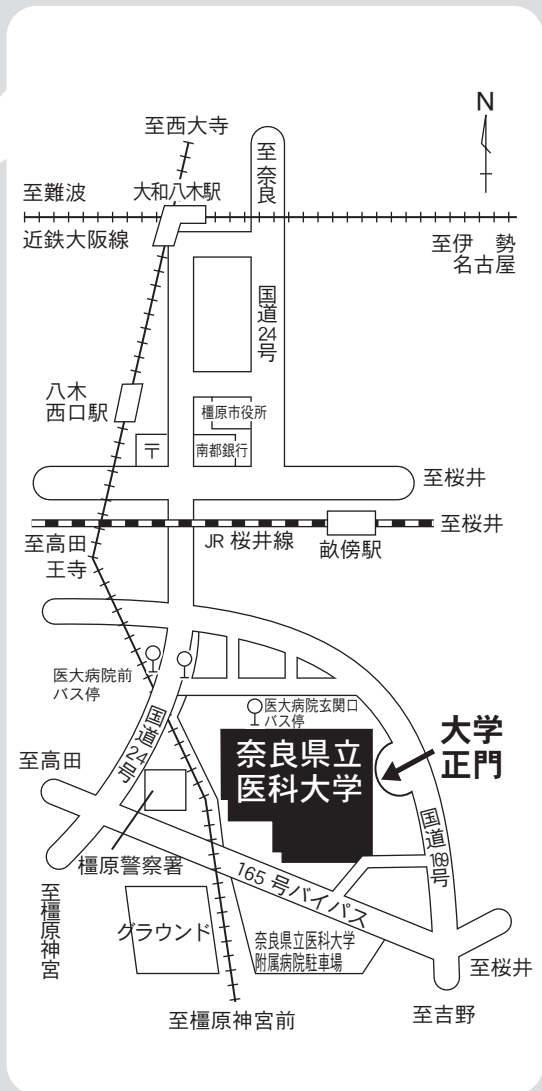 N
至西大寺
至奈良
至難波
大和八木駅
近鉄大阪線
至伊　勢
名古屋
国道24号
八木
西口駅
橿原市役所
〒
南都銀行
至桜井
至桜井
至高田
王寺
JR 桜井線
畝傍駅
医大病院前
バス停
医大病院玄関口
バス停
国道24号
大学
正門
奈良県立
医科大学
至高田
国道169号
橿原警察署
165 号バイパス
至橿原神宮
グラウンド
奈良県立医科大学
附属病院駐車場
至桜井
至吉野
至橿原神宮前